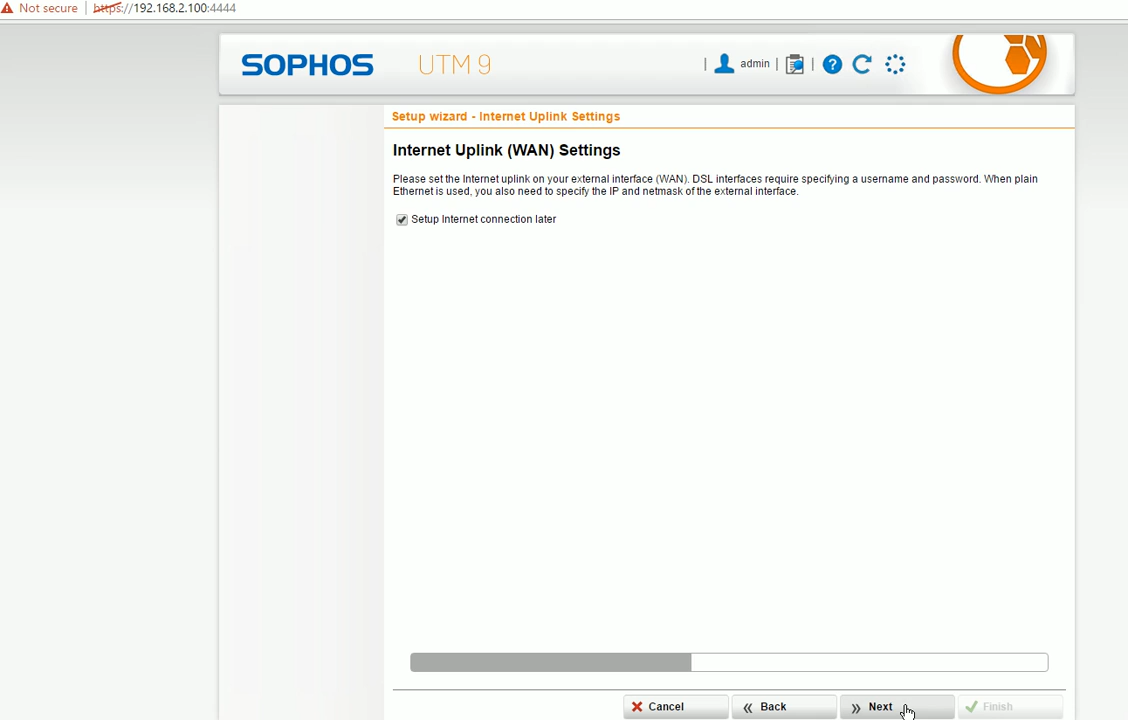 Not secure | https://192.168.2.100:4444
SOPHOS UTM 9 | admin | | ?
Setup wizard - Internet Uplink Settings
Internet Uplink (WAN) Settings
Please set the Internet uplink on your external interface (WAN). DSL interfaces require specifying a username and password. When plain
Ethernet is used, you also need to specify the IP and netmask of the external interface.
Setup Internet connection later
Cancel « Back » Next Finish